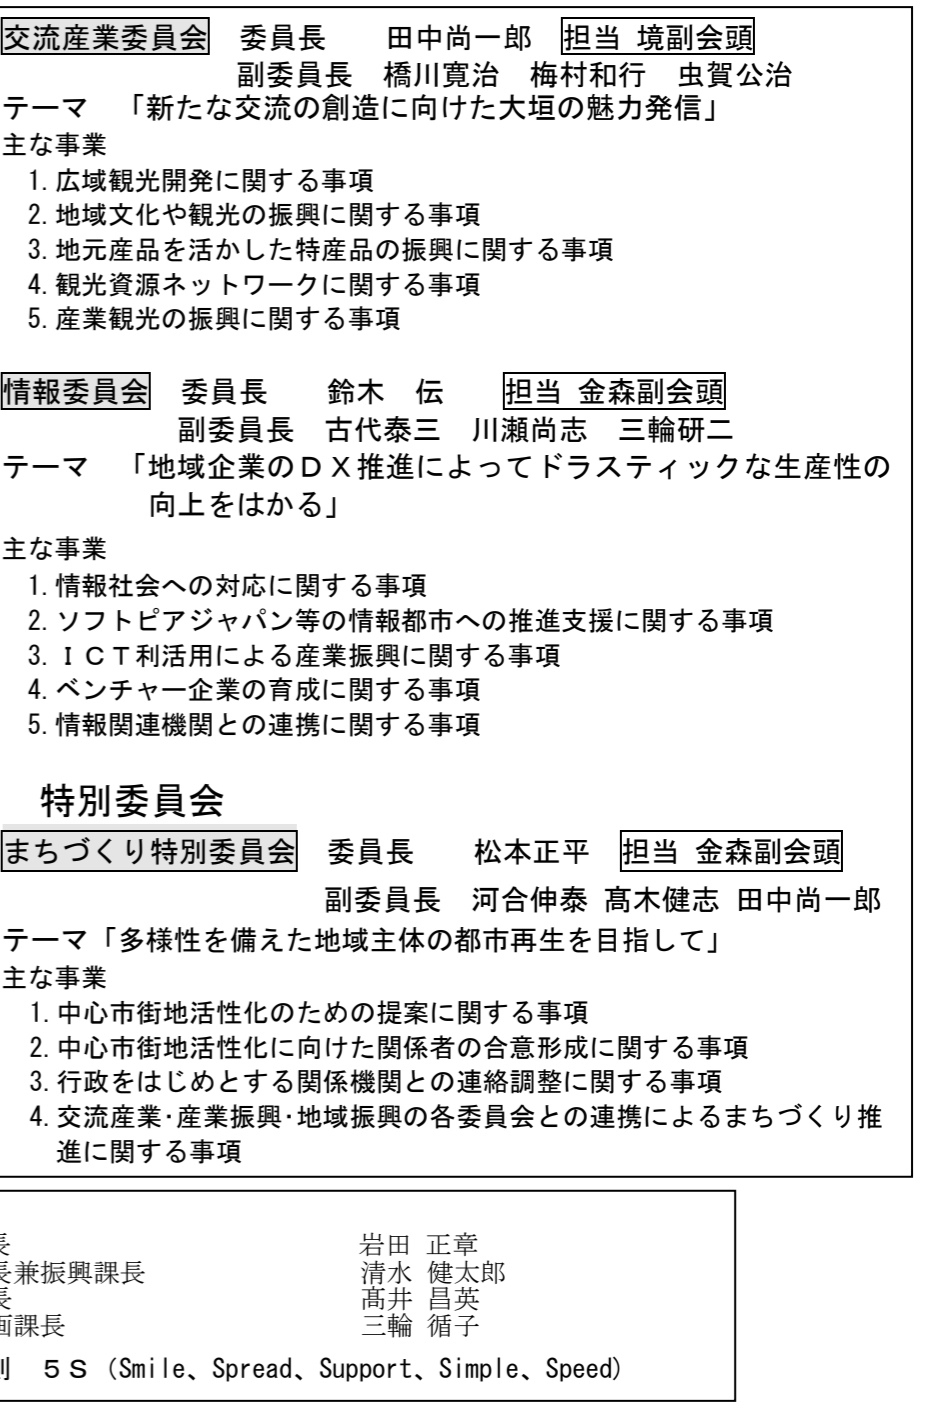 交流産業委員会　委員長　　田中尚一郎　担当 境副会頭
副委員長　橋川寛治　梅村和行　虫賀公治
テーマ　「新たな交流の創造に向けた大垣の魅力発信」
主な事業
1. 広域観光開発に関する事項
2. 地域文化や観光の振興に関する事項
3. 地元産品を活かした特産品の振興に関する事項
4. 観光資源ネットワークに関する事項
5. 産業観光の振興に関する事項
情報委員会　委員長　　鈴木　伝　　担当 金森副会頭
副委員長　古代泰三　川瀬尚志　三輪研二
テーマ　「地域企業のＤＸ推進によってドラスティックな生産性の
向上をはかる」
主な事業
1. 情報社会への対応に関する事項
2. ソフトピアジャパン等の情報都市への推進支援に関する事項
3. ＩＣＴ利活用による産業振興に関する事項
4. ベンチャー企業の育成に関する事項
5. 情報関連機関との連携に関する事項
特別委員会
まちづくり特別委員会　委員長　　松本正平　担当 金森副会頭
副委員長　河合伸泰 髙木健志 田中尚一郎
テーマ「多様性を備えた地域主体の都市再生を目指して」
主な事業
1. 中心市街地活性化のための提案に関する事項
2. 中心市街地活性化に向けた関係者の合意形成に関する事項
3. 行政をはじめとする関係機関との連絡調整に関する事項
4. 交流産業･産業振興･地域振興の各委員会との連携によるまちづくり推
進に関する事項
長　　岩田 正章
長兼振興課長　　清水 健太郎
長　　髙井 昌英
画課長　　三輪 循子
５Ｓ（Smile、Spread、Support、Simple、Speed）